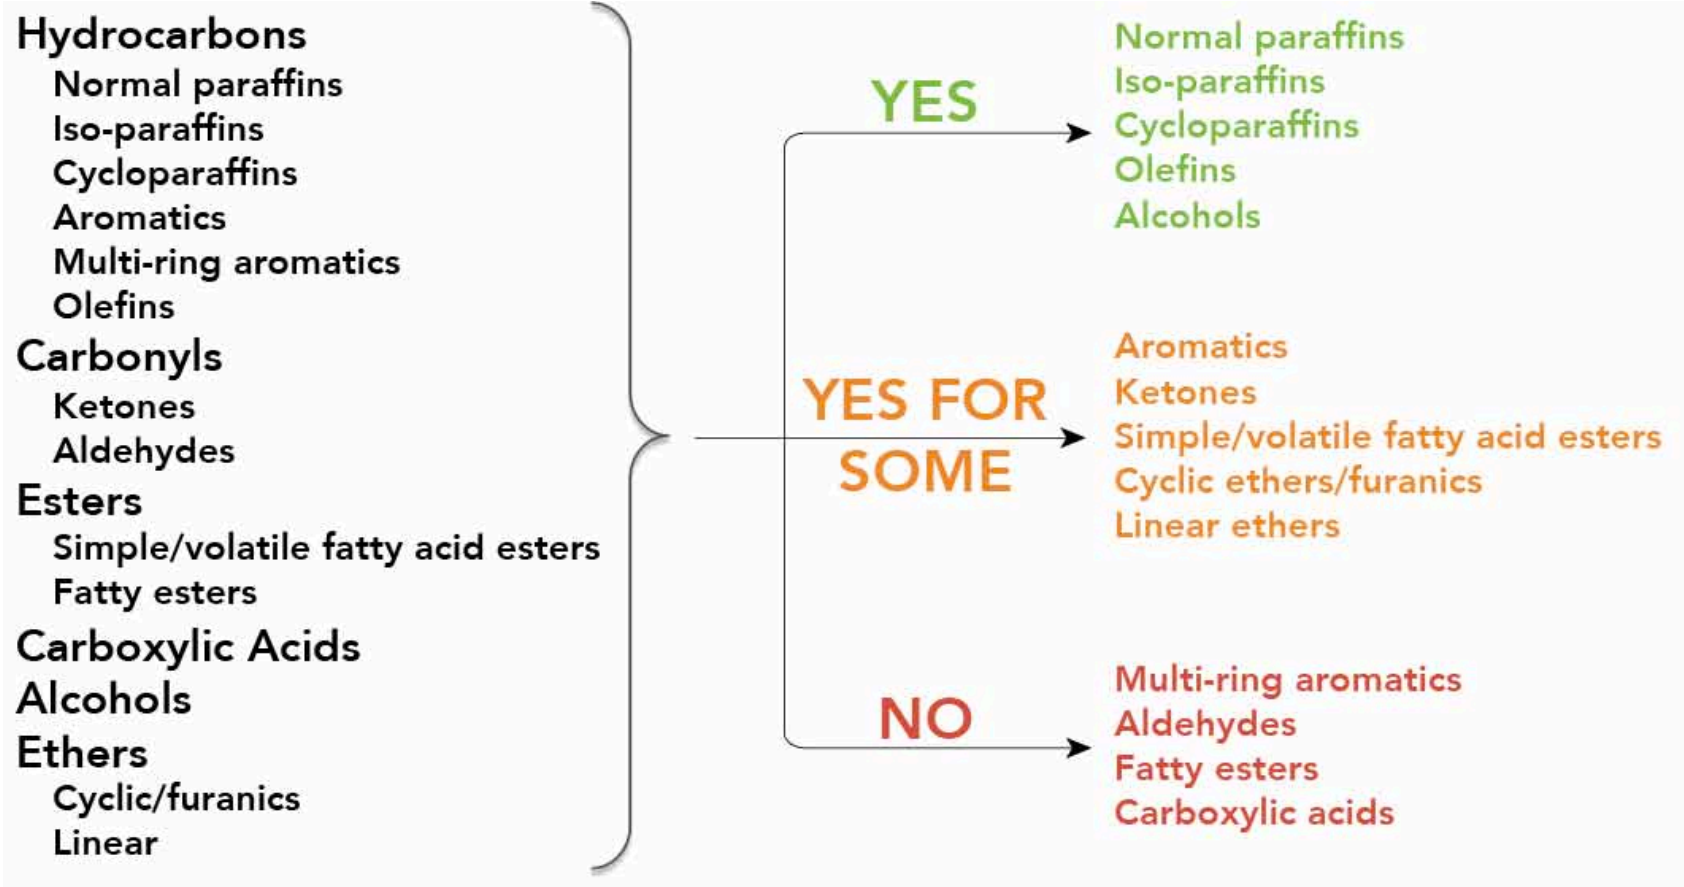 Hydrocarbons
Normal paraffins
Iso-paraffins
Cycloparaffins
Aromatics
Multi-ring aromatics
Olefins
Carbonyls
Ketones
Aldehydes
Esters
Simple/volatile fatty acid esters
Fatty esters
Carboxylic Acids
Alcohols
Ethers
Cyclic/furanics
Linear
YES
Normal paraffins
Iso-paraffins
Cycloparaffins
Olefins
Alcohols
YES FOR
SOME
Aromatics
Ketones
Simple/volatile fatty acid esters
Cyclic ethers/furanics
Linear ethers
NO
Multi-ring aromatics
Aldehydes
Fatty esters
Carboxylic acids